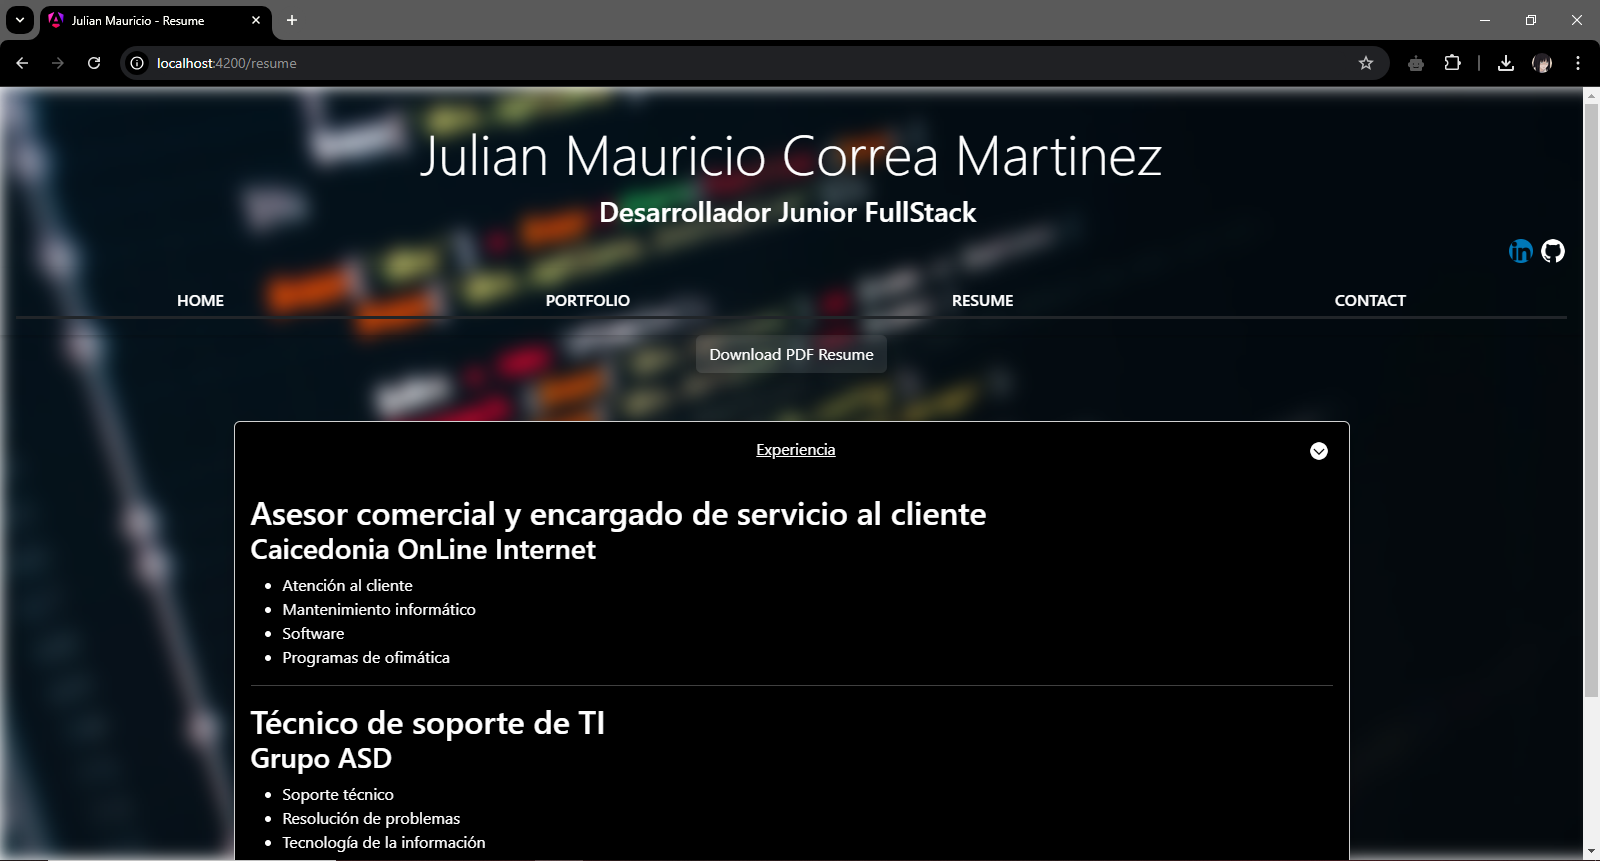 Julian Mauricio - Resume
localhost:4200/resume
Julian Mauricio Correa Martinez
Desarrollador Junior FullStack
in
HOME PORTFOLIO RESUME CONTACT
Download PDF Resume
Experiencia
Asesor comercial y encargado de servicio al cliente
Caicedonia OnLine Internet
Atención al cliente
Mantenimiento informático
Software
Programas de ofimática
Técnico de soporte de TI
Grupo ASD
Soporte técnico
Resolución de problemas
Tecnología de la información